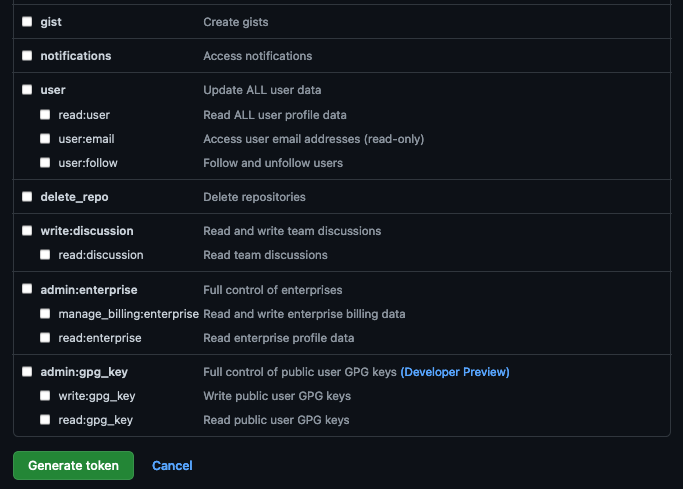 gist Create gists
notifications Access notifications
user Update ALL user data
read:user Read ALL user profile data
user:email Access user email addresses (read-only)
user:follow Follow and unfollow users
delete_repo Delete repositories
write:discussion Read and write team discussions
read:discussion Read team discussions
admin:enterprise Full control of enterprises
manage_billing:enterprise Read and write enterprise billing data
read:enterprise Read enterprise profile data
admin:gpg_key Full control of public user GPG keys (Developer Preview)
write:gpg_key Write public user GPG keys
read:gpg_key Read public user GPG keys
Generate token Cancel